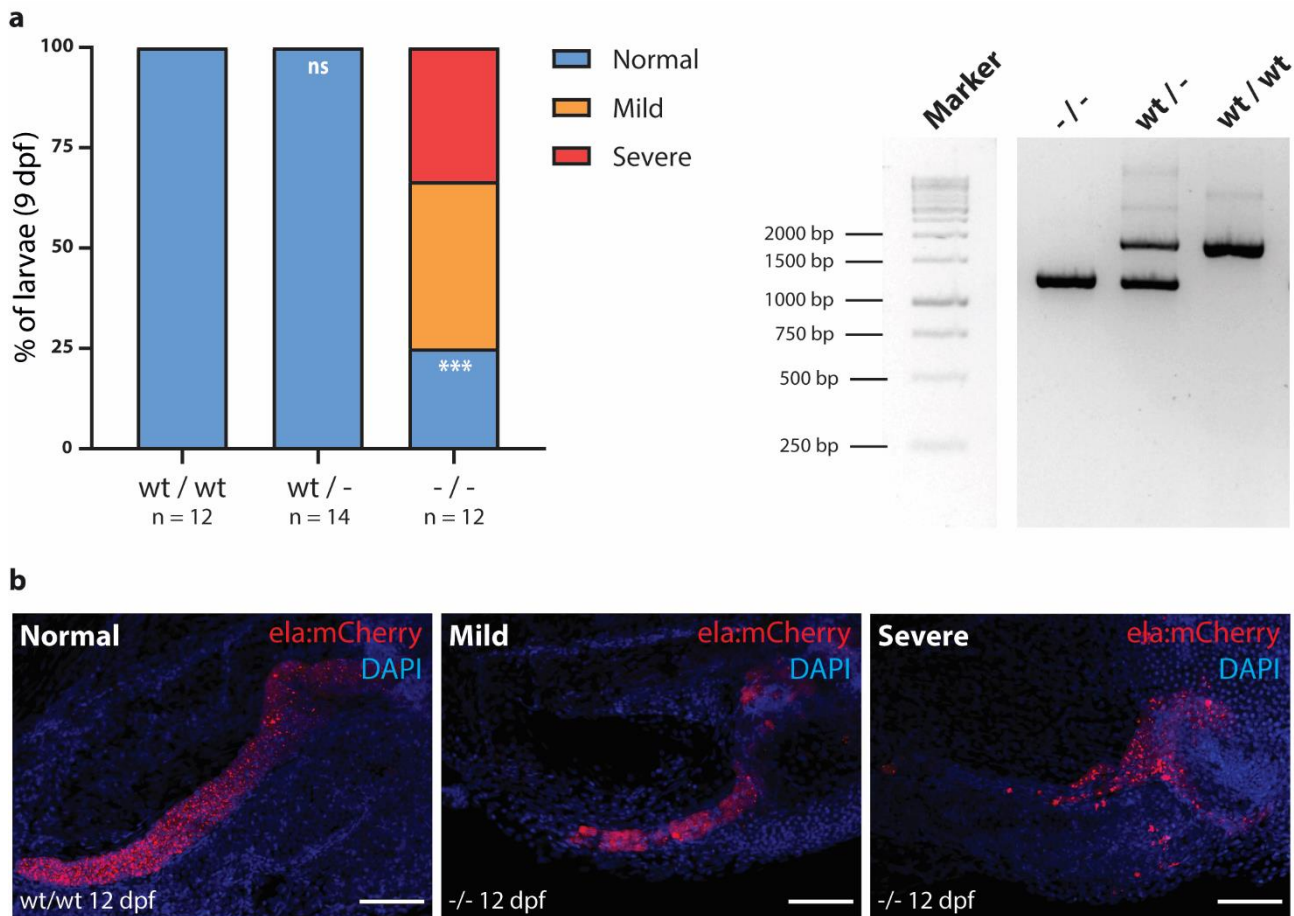 a
100
75
50
25
0
% of larvae (9 dpf)
ns
***
wt / wt
n = 12
wt / -
n = 14
- / -
n = 12
Normal
Mild
Severe
Marker
- / -
wt / -
wt / wt
2000 bp
1500 bp
1000 bp
750 bp
500 bp
250 bp
b
Normal
ela:mCherry
DAPI
wt/wt 12 dpf
Mild
ela:mCherry
DAPI
-/- 12 dpf
Severe
ela:mCherry
DAPI
-/- 12 dpf